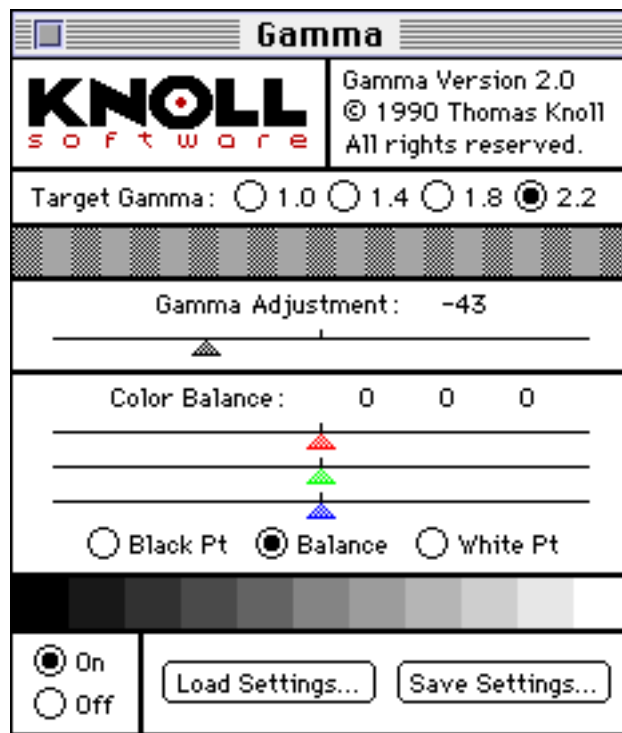 Gamma
KNOLL
software
Gamma Version 2.0
© 1990 Thomas Knoll
All rights reserved.
Target Gamma: 1.0 1.4 1.8 2.2
Gamma Adjustment: -43
Color Balance: 0 0 0
Black Pt Balance White Pt
On
Off
Load Settings... Save Settings...